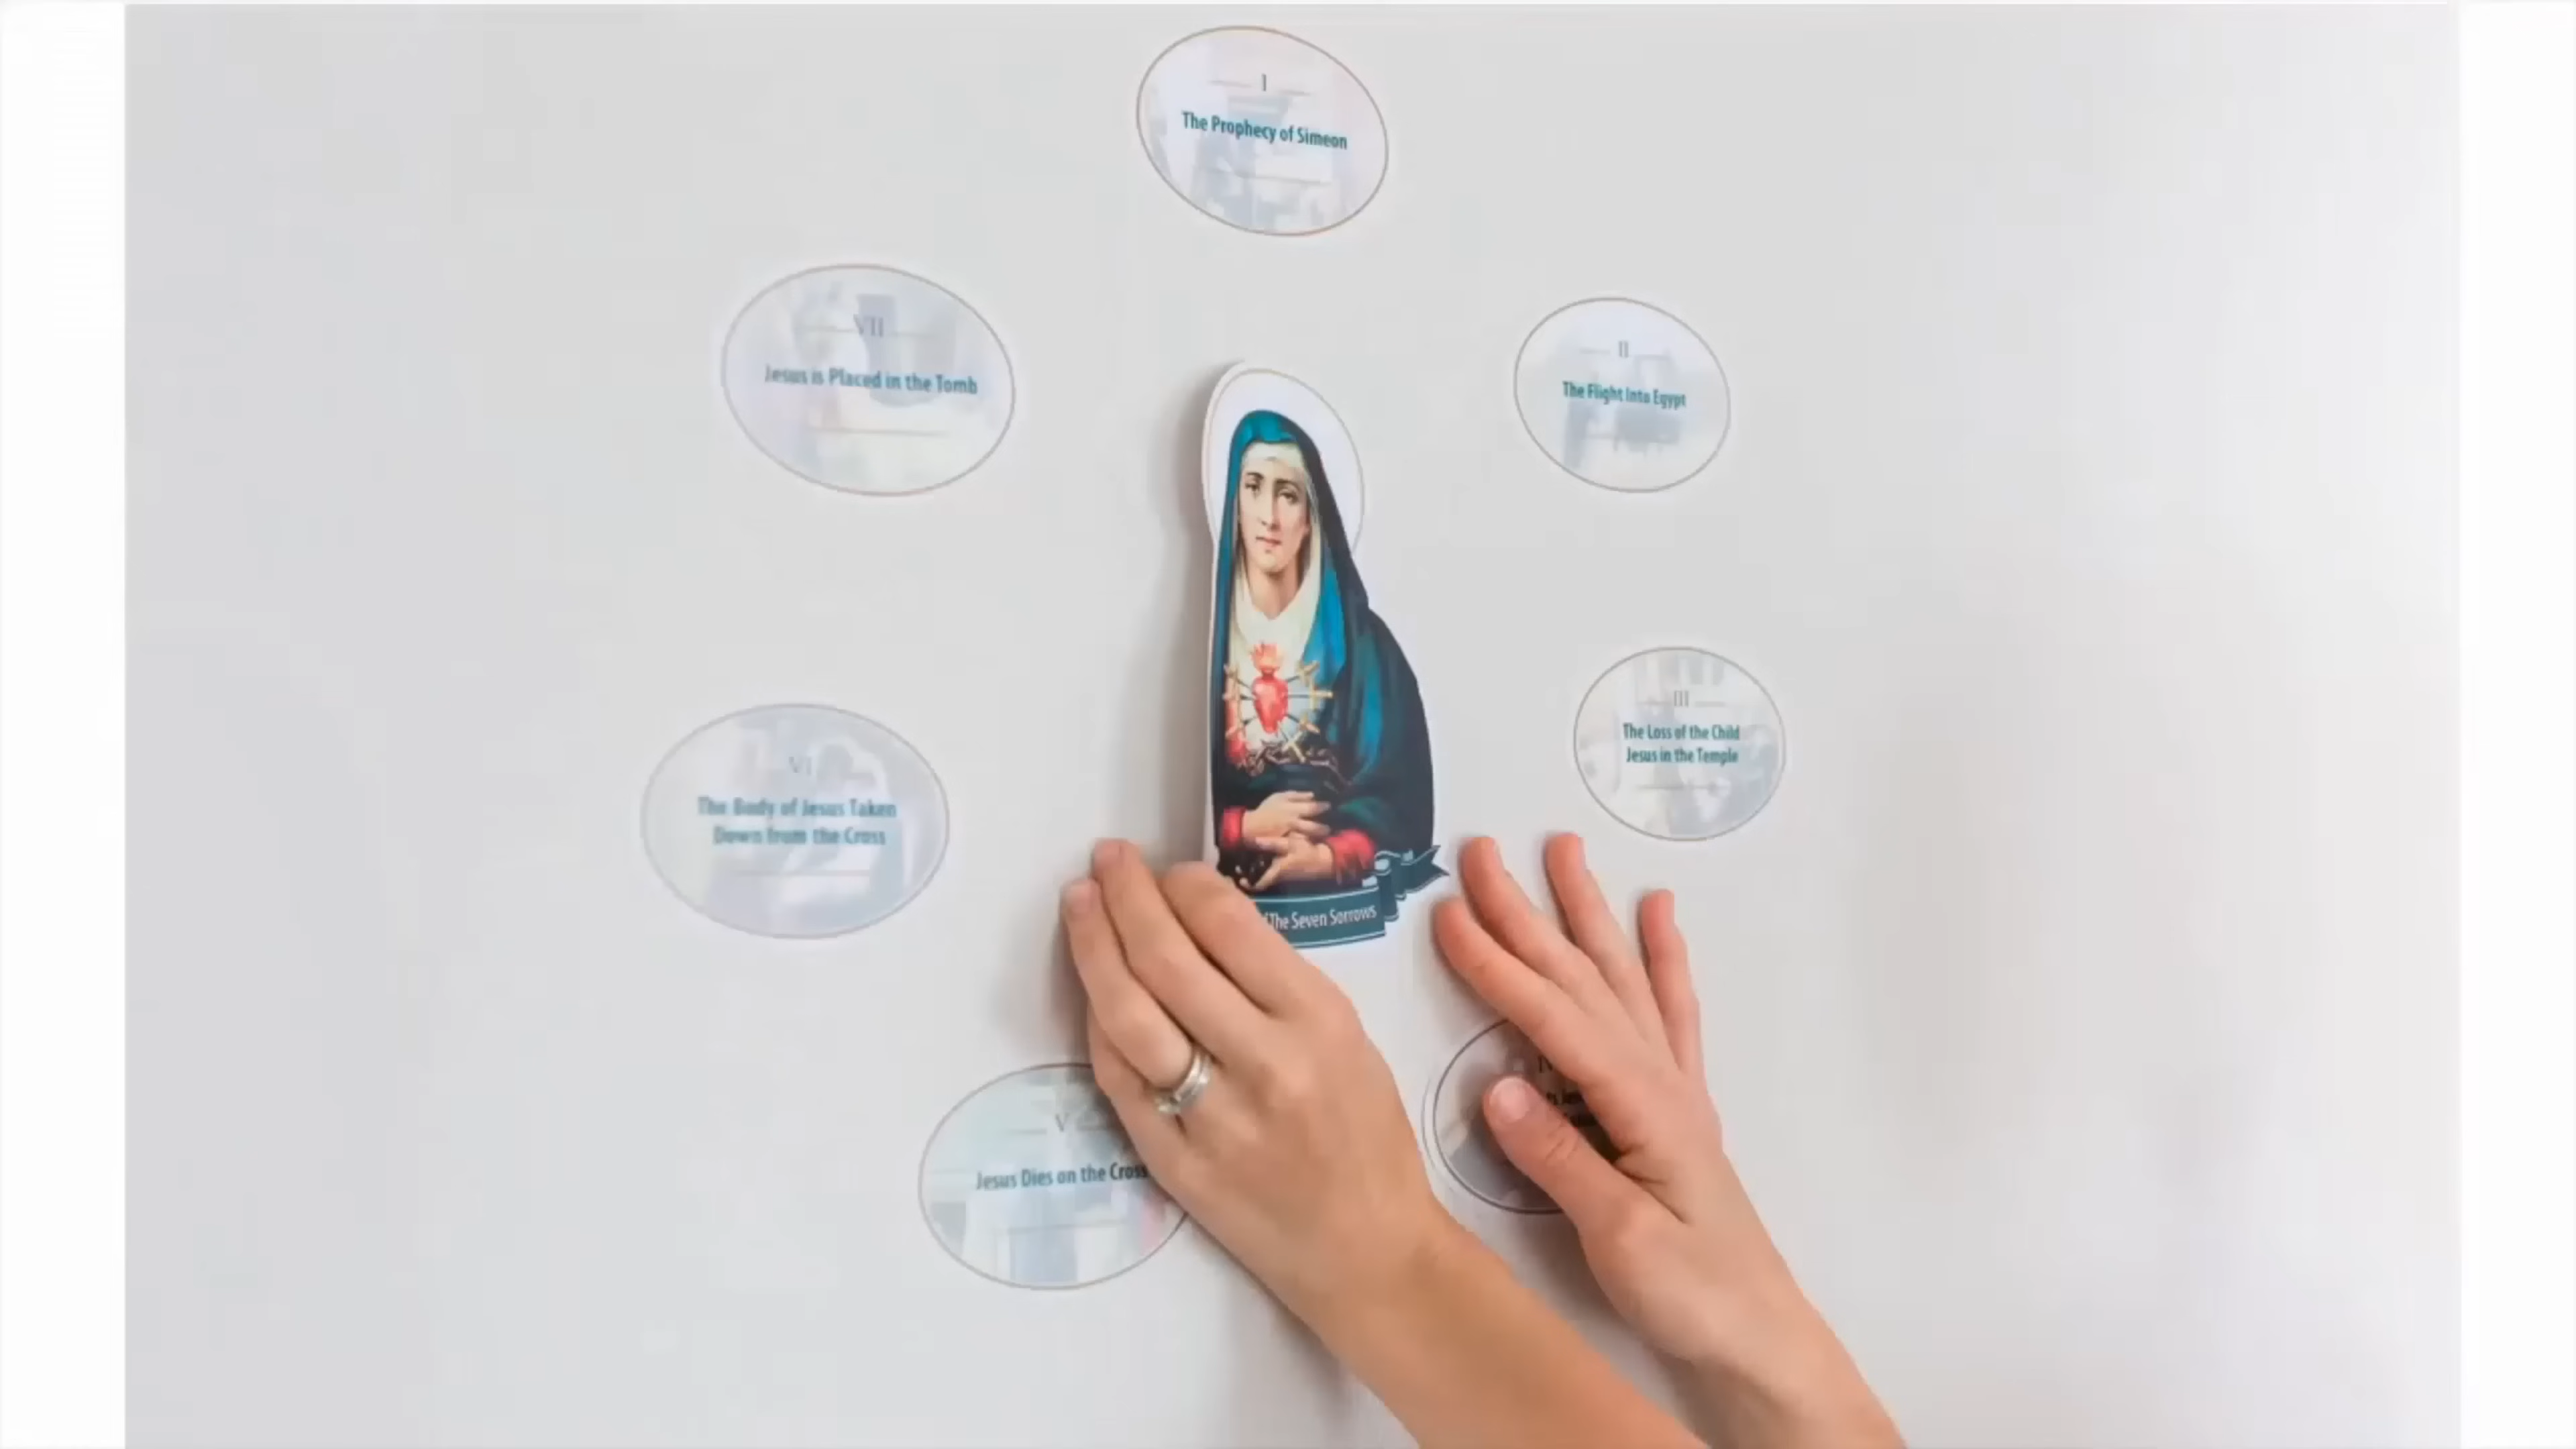 I
The Prophecy of Simeon
II
The Flight Into Egypt
III
The Loss of the Child
Jesus in the Temple
V
Jesus Dies on the Cross
VI
The Body of Jesus Taken
Down from the Cross
VII
Jesus is Placed in the Tomb
The Seven Sorrows